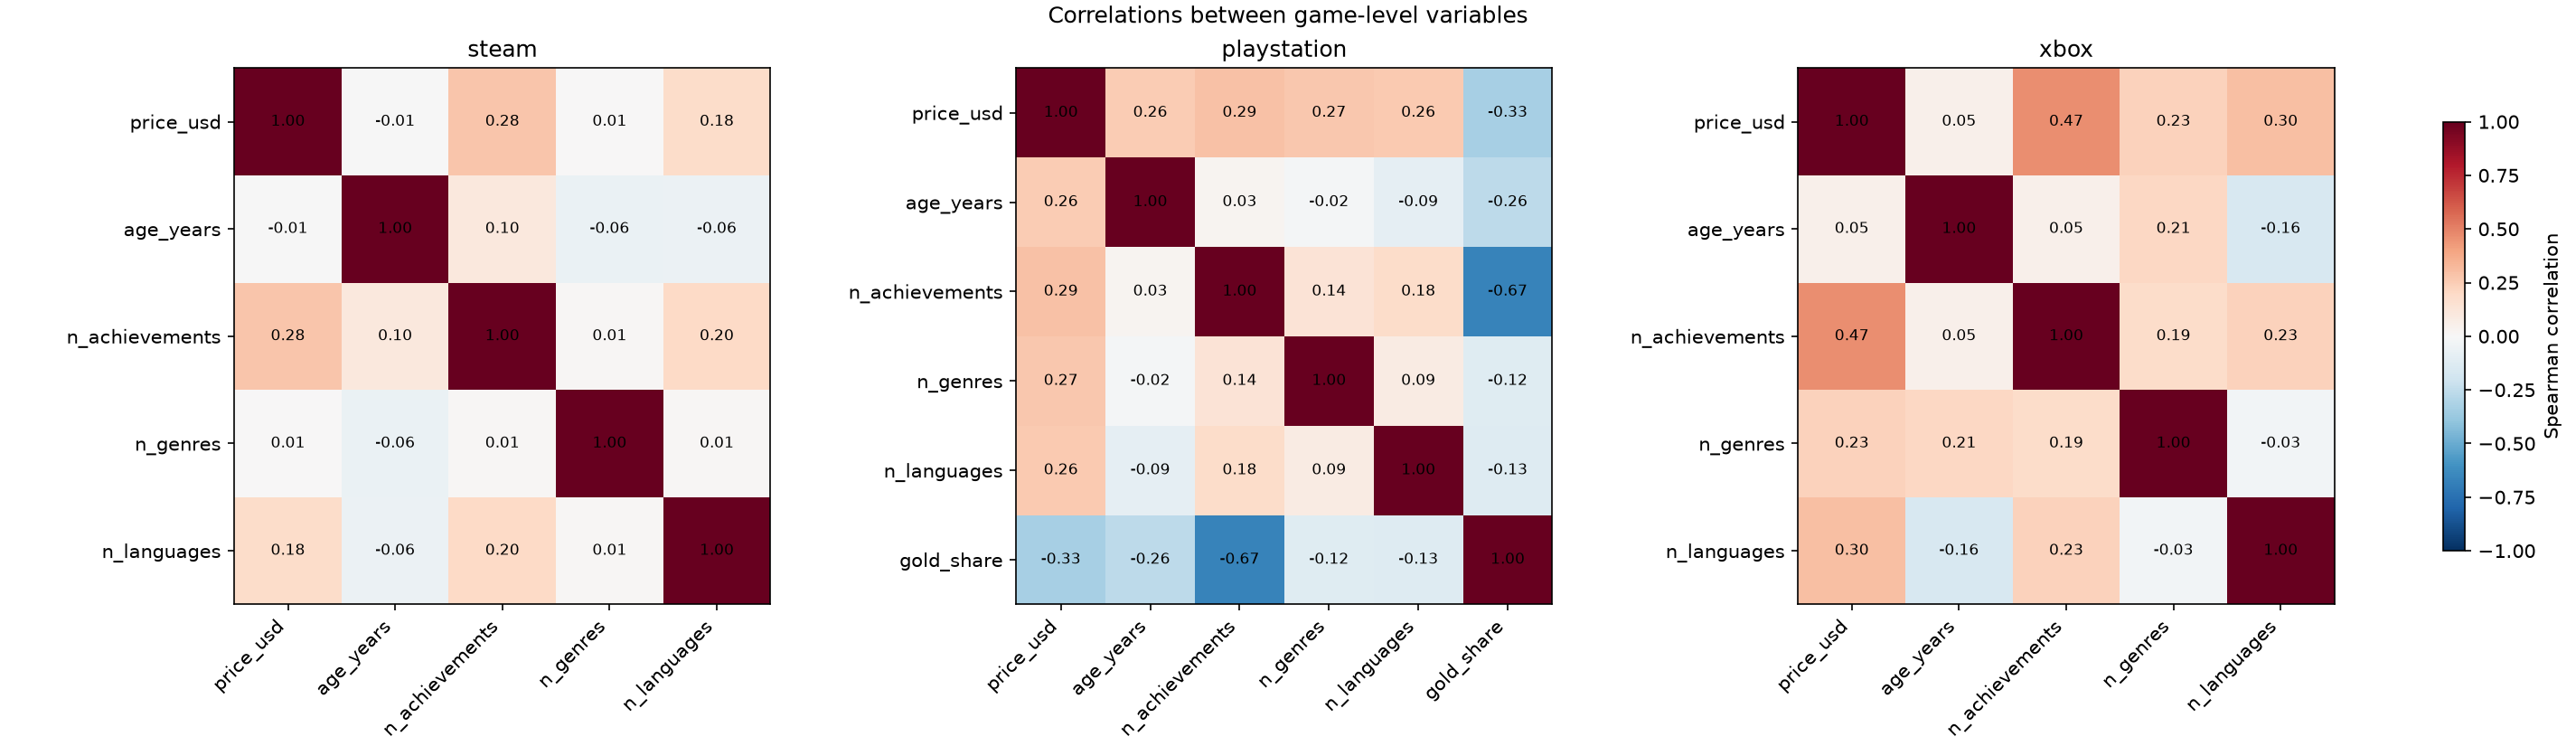 Correlations between game-level variables
steam
price_usd 1.00 -0.01 0.28 0.01 0.18
age_years -0.01 1.00 0.10 -0.06 -0.06
n_achievements 0.28 0.10 1.00 0.01 0.20
n_genres 0.01 -0.06 0.01 1.00 0.01
n_languages 0.18 -0.06 0.20 0.01 1.00
price_usd age_years n_achievements n_genres n_languages
playstation
price_usd 1.00 0.26 0.29 0.27 0.26 -0.33
age_years 0.26 1.00 0.03 -0.02 -0.09 -0.26
n_achievements 0.29 0.03 1.00 0.14 0.18 -0.67
n_genres 0.27 -0.02 0.14 1.00 0.09 -0.12
n_languages 0.26 -0.09 0.18 0.09 1.00 -0.13
gold_share -0.33 -0.26 -0.67 -0.12 -0.13 1.00
price_usd age_years n_achievements n_genres n_languages gold_share
xbox
price_usd 1.00 0.05 0.47 0.23 0.30
age_years 0.05 1.00 0.05 0.21 -0.16
n_achievements 0.47 0.05 1.00 0.19 0.23
n_genres 0.23 0.21 0.19 1.00 -0.03
n_languages 0.30 -0.16 0.23 -0.03 1.00
price_usd age_years n_achievements n_genres n_languages
1.00
0.75
0.50
0.25
0.00
−0.25
−0.50
−0.75
−1.00
Spearman correlation